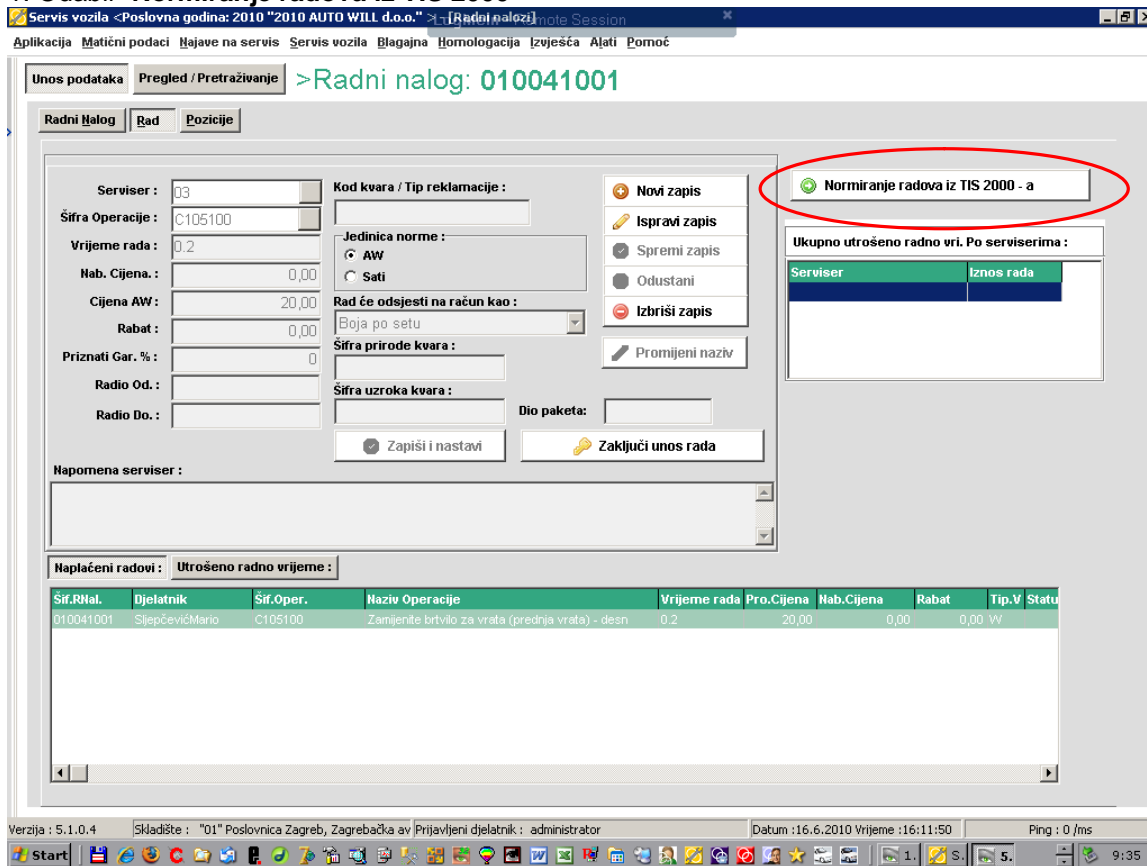 Normiranje radova iz TIS 2000
Servis vozila <Poslovna godina: 2010 "2010 AUTO WILL d.o.o." > - [Radni nalozi]
Remote Session
Aplikacija Matični podaci Najave na servis Servis vozila Blagajna Homologacija Izvješća Alati Pomoć
Unos podataka Pregled / Pretraživanje >Radni nalog: 010041001
Radni Nalog Rad Pozicije
Serviser : 03
Šifra Operacije : C105100
Vrijeme rada : 0.2
Nab. Cijena. : 0,00
Cijena AW : 20,00
Rabat : 0,00
Priznati Gar. % : 0
Radio Od. :
Radio Do. :
Kod kvara / Tip reklamacije :
Jedinica norme :
AW
Sati
Rad će odsjesti na račun kao :
Boja po setu
Šifra prirode kvara :
Šifra uzroka kvara :
Dio paketa:
Zapiši i nastavi
Zaključi unos rada
Novi zapis
Ispravi zapis
Spremi zapis
Odustani
Izbriši zapis
Promijeni naziv
Normiranje radova iz TIS 2000 - a
Ukupno utrošeno radno vri. Po serviserima :
Serviser Iznos rada
Napomena serviser :
Naplaćeni radovi : Utrošeno radno vrijeme :
Šif.RNal. Djelatnik Šif.Oper. Naziv Operacije Vrijeme rada Pro.Cijena Nab.Cijena Rabat Tip.V Statu
010041001 SljepčevićMario C105100 Zamijenite brtvilo za vrata (prednja vrata) - desn 0.2 20,00 0,00 0,00 W
Verzija : 5.1.0.4 Skladište : "01" Poslovnica Zagreb, Zagrebačka av Prijavljeni djelatnik : administrator Datum :16.6.2010 Vrijeme :16:11:50 Ping : 0 /ms
Start 1. S. 5. 9:35